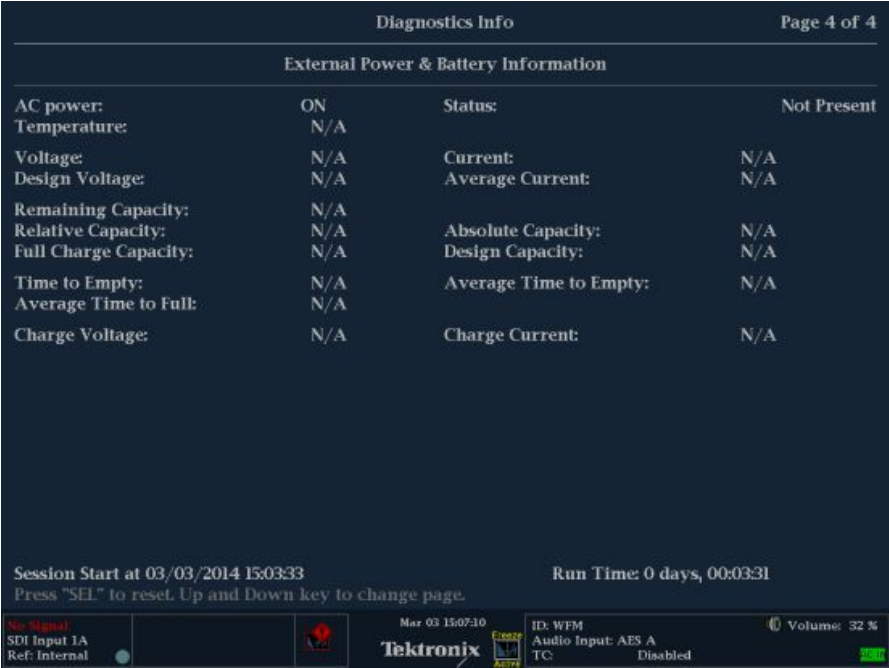 Diagnostics Info Page 4 of 4
External Power & Battery Information
AC power: ON Status: Not Present
Temperature: N/A
Voltage: N/A Current: N/A
Design Voltage: N/A Average Current: N/A
Remaining Capacity: N/A
Relative Capacity: N/A Absolute Capacity: N/A
Full Charge Capacity: N/A Design Capacity: N/A
Time to Empty: N/A Average Time to Empty: N/A
Average Time to Full: N/A
Charge Voltage: N/A Charge Current: N/A
Session Start at 03/03/2014 15:03:33 Run Time: 0 days, 00:03:31
Press "SEL" to reset. Up and Down key to change page.
No Signal
SDI Input 1A
Ref: Internal
Mar 03 15:07:10
Tektronix
Freeze
Active
ID: WFM
Audio Input: AES A
TC: Disabled
Volume: 32 %
AC In